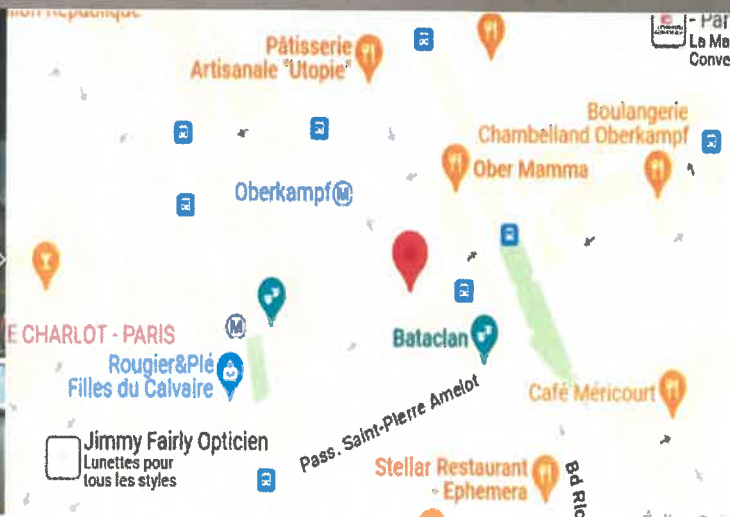 Pâtisserie
Artisanale "Utopie"
- Par
La Ma
Conve
Boulangerie
Chambelland Oberkampf
Ober Mamma
Oberkampf M
M
E CHARLOT - PARIS
Bataclan
Rougier&Plé
Filles du Calvaire
Café Méricourt
Pass. Saint-Pierre Amelot
Jimmy Fairly Opticien
Lunettes pour
tous les styles
Stellar Restaurant
- Ephemera
Bd Ric